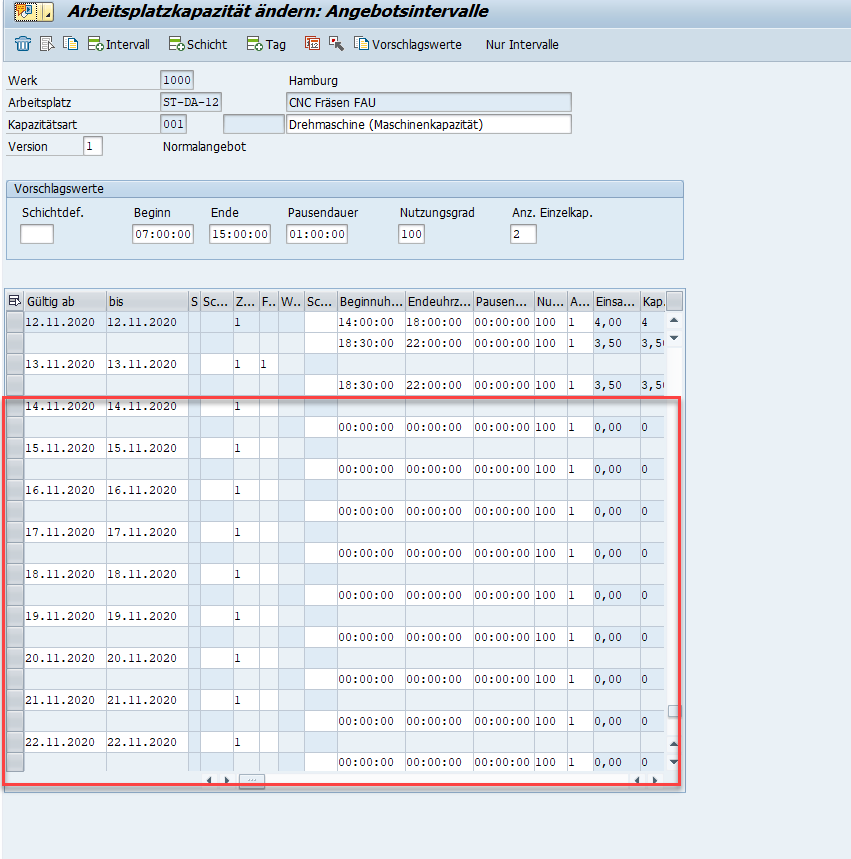 Arbeitsplatzkapazität ändern: Angebotsintervalle
Intervall Schicht Tag Vorschlagswerte Nur Intervalle
Werk 1000 Hamburg
Arbeitsplatz ST-DA-12 CNC Fräsen FAU
Kapazitätsart 001 Drehmaschine (Maschinenkapazität)
Version 1 Normalangebot
Vorschlagswerte
Schichtdef. Beginn Ende Pausendauer Nutzungsgrad Anz. Einzelkap.
07:00:00 15:00:00 01:00:00 100 2
Gültig ab bis S Sc... Z... F.. W.. Sc... Beginnuh... Endeuhrz... Pausen... Nu... A... Einsa... Kap.
12.11.2020 12.11.2020 1 14:00:00 18:00:00 00:00:00 100 1 4,00 4
18:30:00 22:00:00 00:00:00 100 1 3,50 3,50
13.11.2020 13.11.2020 1 1
18:30:00 22:00:00 00:00:00 100 1 3,50 3,50
14.11.2020 14.11.2020 1
00:00:00 00:00:00 00:00:00 100 1 0,00 0
15.11.2020 15.11.2020 1
00:00:00 00:00:00 00:00:00 100 1 0,00 0
16.11.2020 16.11.2020 1
00:00:00 00:00:00 00:00:00 100 1 0,00 0
17.11.2020 17.11.2020 1
00:00:00 00:00:00 00:00:00 100 1 0,00 0
18.11.2020 18.11.2020 1
00:00:00 00:00:00 00:00:00 100 1 0,00 0
19.11.2020 19.11.2020 1
00:00:00 00:00:00 00:00:00 100 1 0,00 0
20.11.2020 20.11.2020 1
00:00:00 00:00:00 00:00:00 100 1 0,00 0
21.11.2020 21.11.2020 1
00:00:00 00:00:00 00:00:00 100 1 0,00 0
22.11.2020 22.11.2020 1
00:00:00 00:00:00 00:00:00 100 1 0,00 0